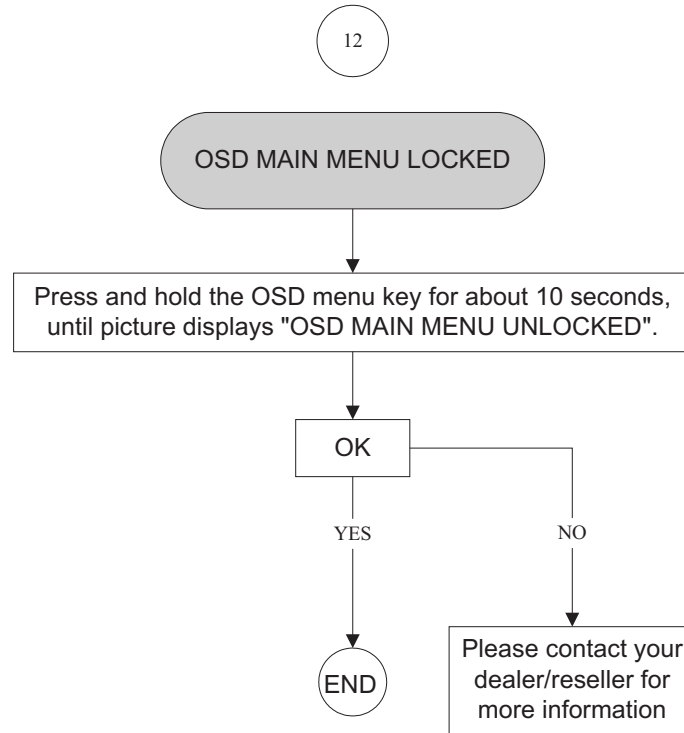 12
OSD MAIN MENU LOCKED
Press and hold the OSD menu key for about 10 seconds,
until picture displays "OSD MAIN MENU UNLOCKED".
OK
YES
NO
END
Please contact your
dealer/reseller for
more information